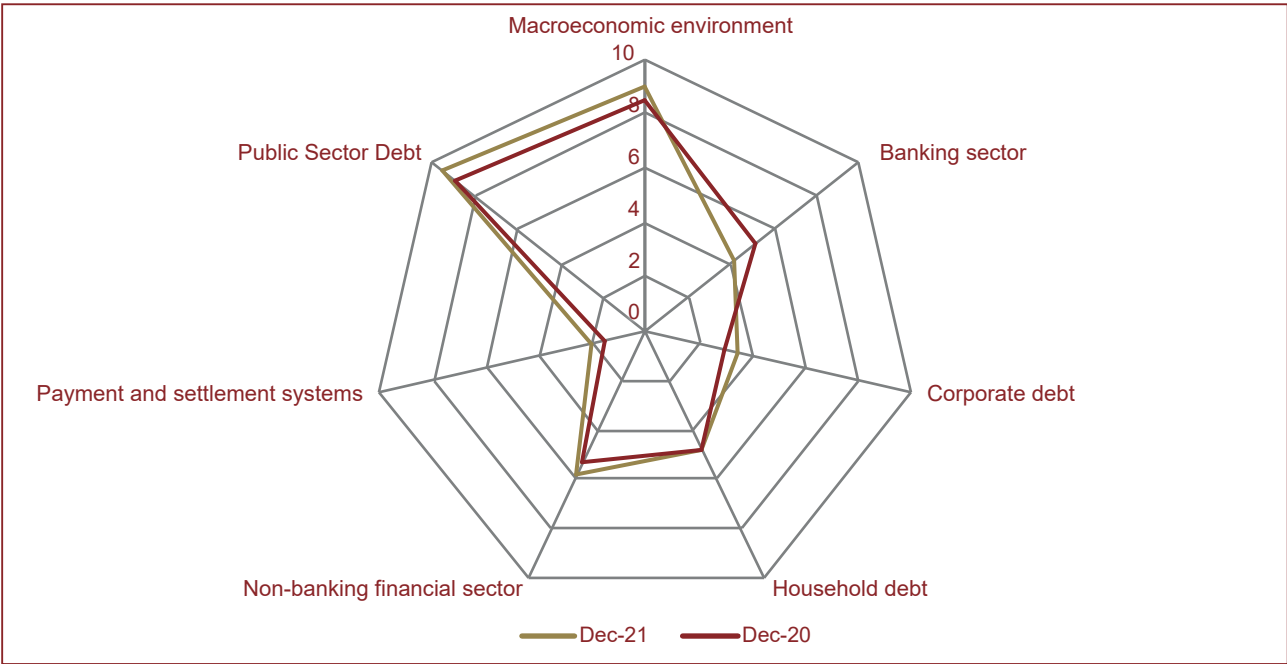 Macroeconomic environment
10
8
6
4
2
0
Public Sector Debt
Banking sector
Payment and settlement systems
Corporate debt
Non-banking financial sector
Household debt
Dec-21
Dec-20